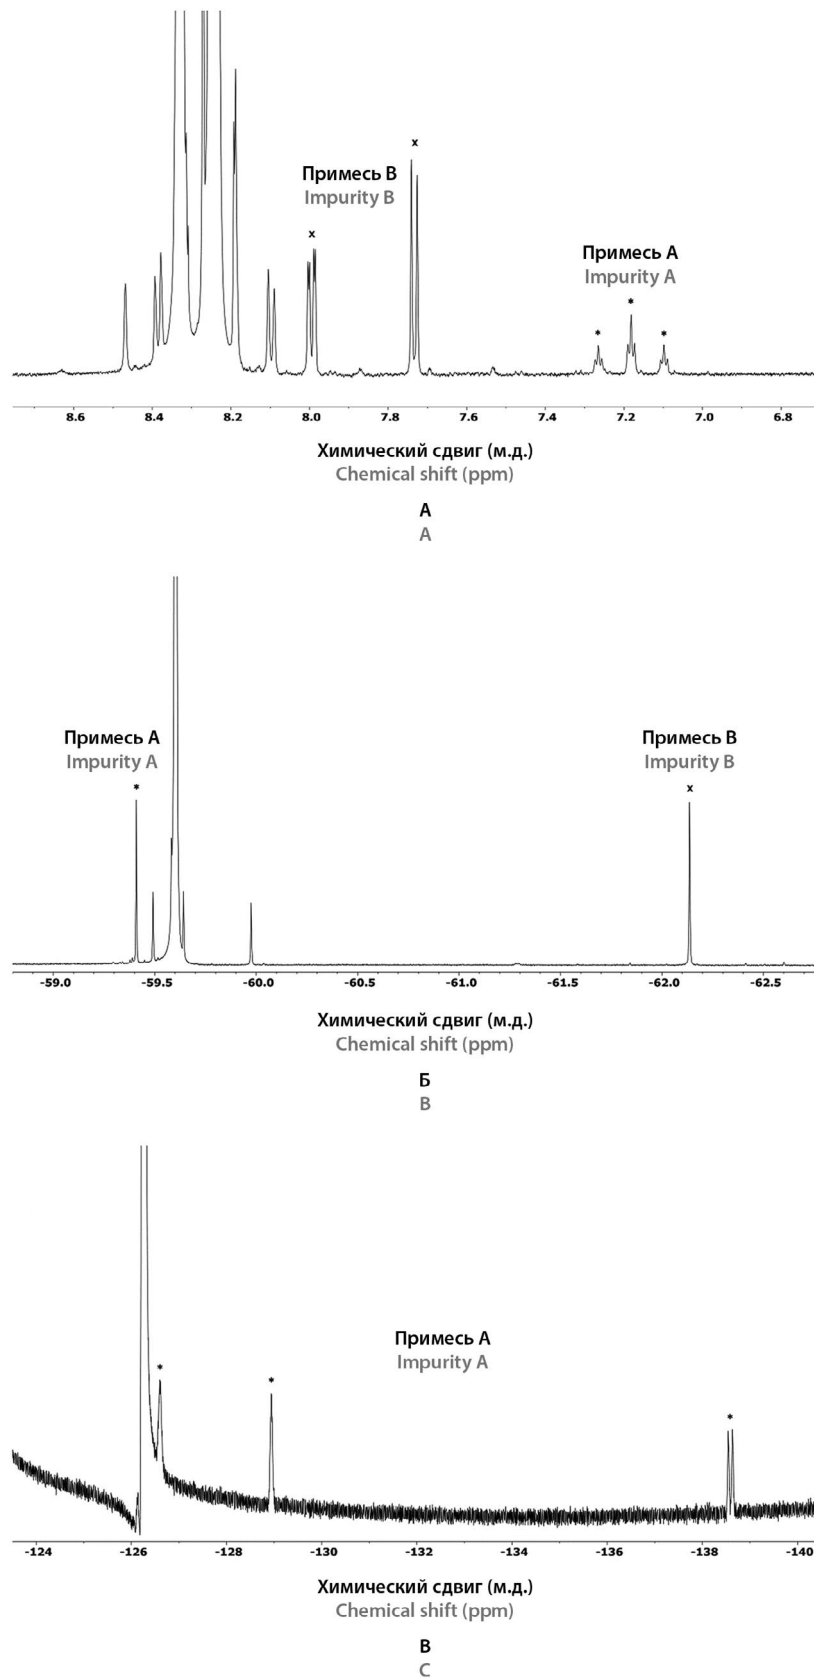 Примесь B
Impurity B
Примесь A
Impurity A
x
x
*
*
*
8.6 8.4 8.2 8.0 7.8 7.6 7.4 7.2 7.0 6.8
Химический сдвиг (м.д.)
Chemical shift (ppm)
А
A
Примесь A
Impurity A
Примесь B
Impurity B
*
x
-59.0 -59.5 -60.0 -60.5 -61.0 -61.5 -62.0 -62.5
Химический сдвиг (м.д.)
Chemical shift (ppm)
Б
B
Примесь A
Impurity A
*
*
*
-124 -126 -128 -130 -132 -134 -136 -138 -140
Химический сдвиг (м.д.)
Chemical shift (ppm)
В
C